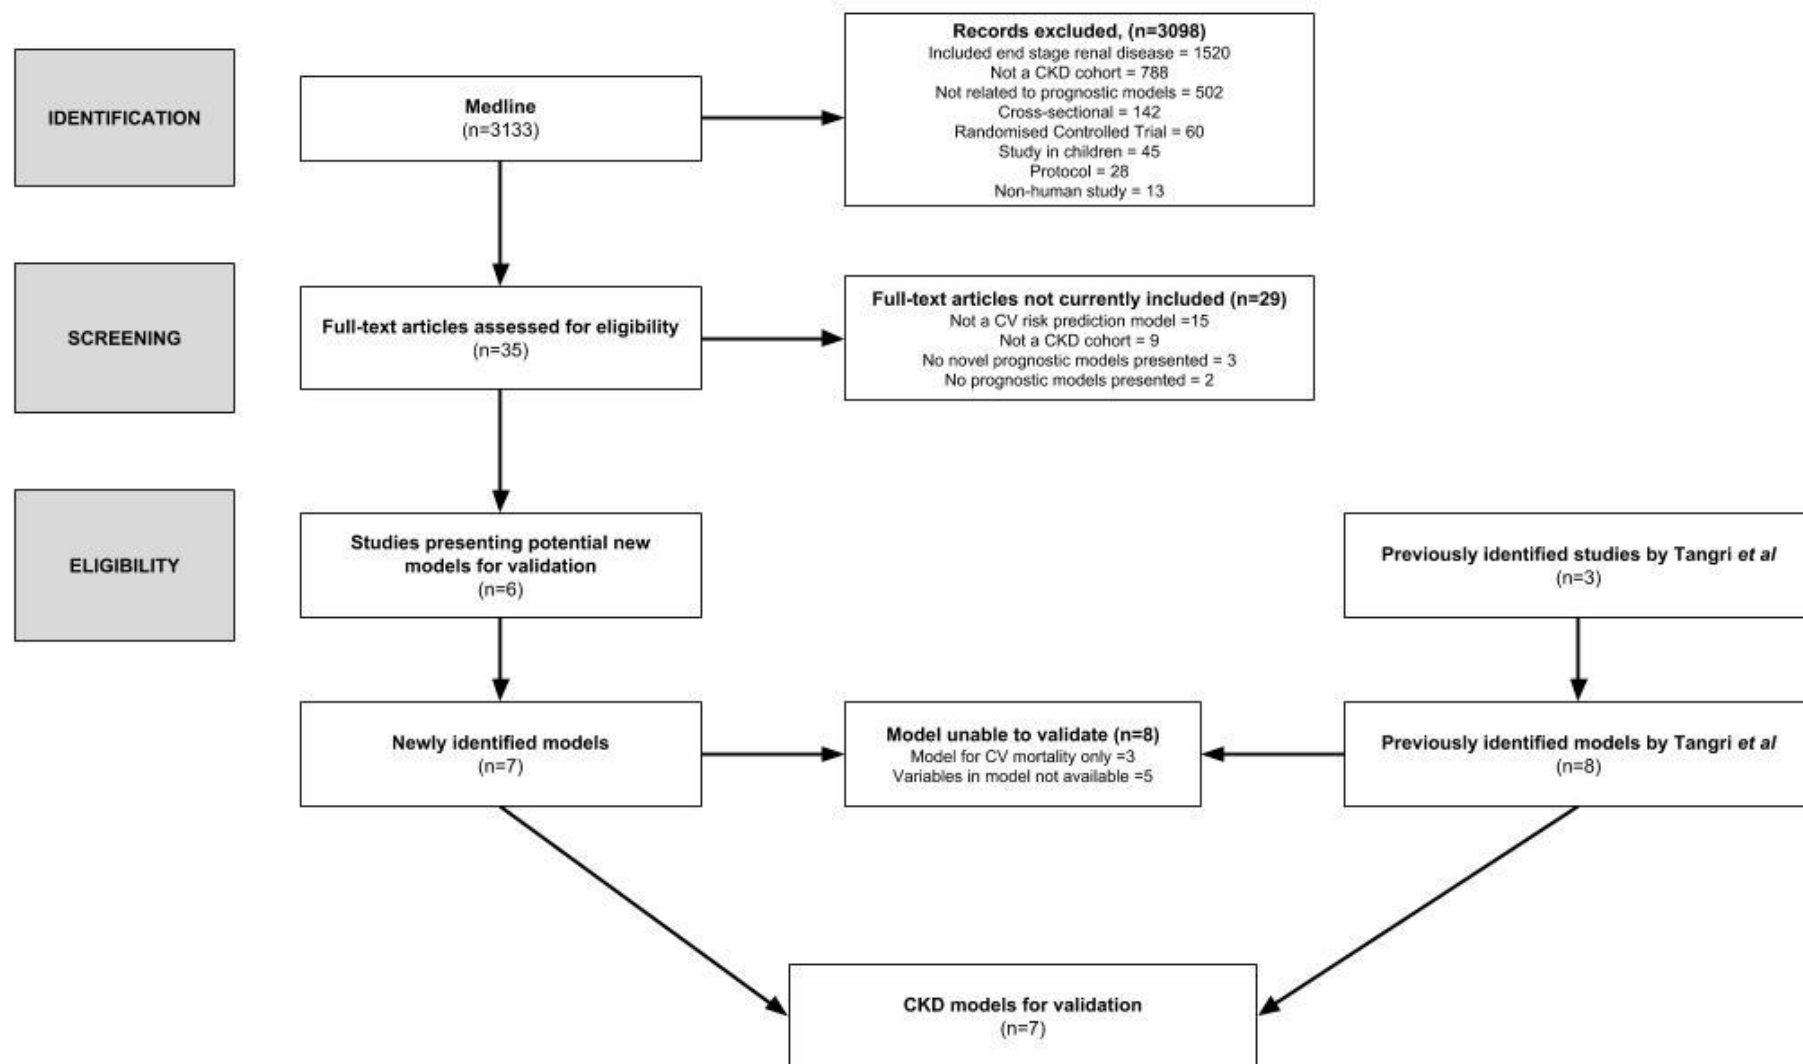 IDENTIFICATION
Medline
(n=3133)
Records excluded, (n=3098)
Included end stage renal disease = 1520
Not a CKD cohort = 788
Not related to prognostic models = 502
Cross-sectional = 142
Randomised Controlled Trial = 60
Study in children = 45
Protocol = 28
Non-human study = 13
SCREENING
Full-text articles assessed for eligibility
(n=35)
Full-text articles not currently included (n=29)
Not a CV risk prediction model =15
Not a CKD cohort = 9
No novel prognostic models presented = 3
No prognostic models presented = 2
ELIGIBILITY
Studies presenting potential new
models for validation
(n=6)
Previously identified studies by Tangri et al
(n=3)
Newly identified models
(n=7)
Model unable to validate (n=8)
Model for CV mortality only =3
Variables in model not available =5
Previously identified models by Tangri et al
(n=8)
CKD models for validation
(n=7)